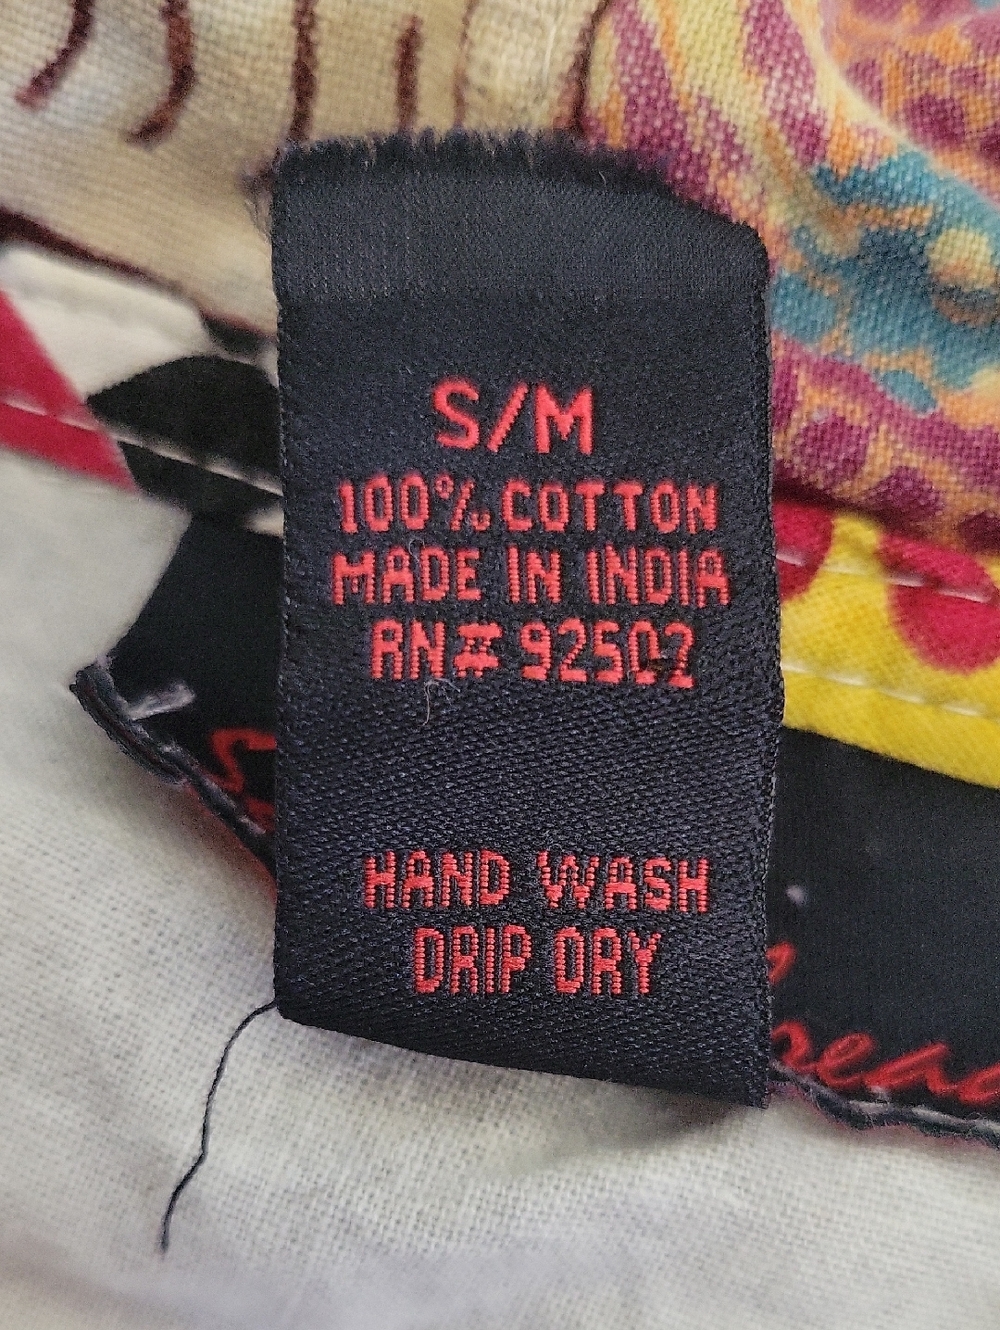 S/M
100% COTTON
MADE IN INDIA
RN# 92502
HAND WASH
DRIP DRY